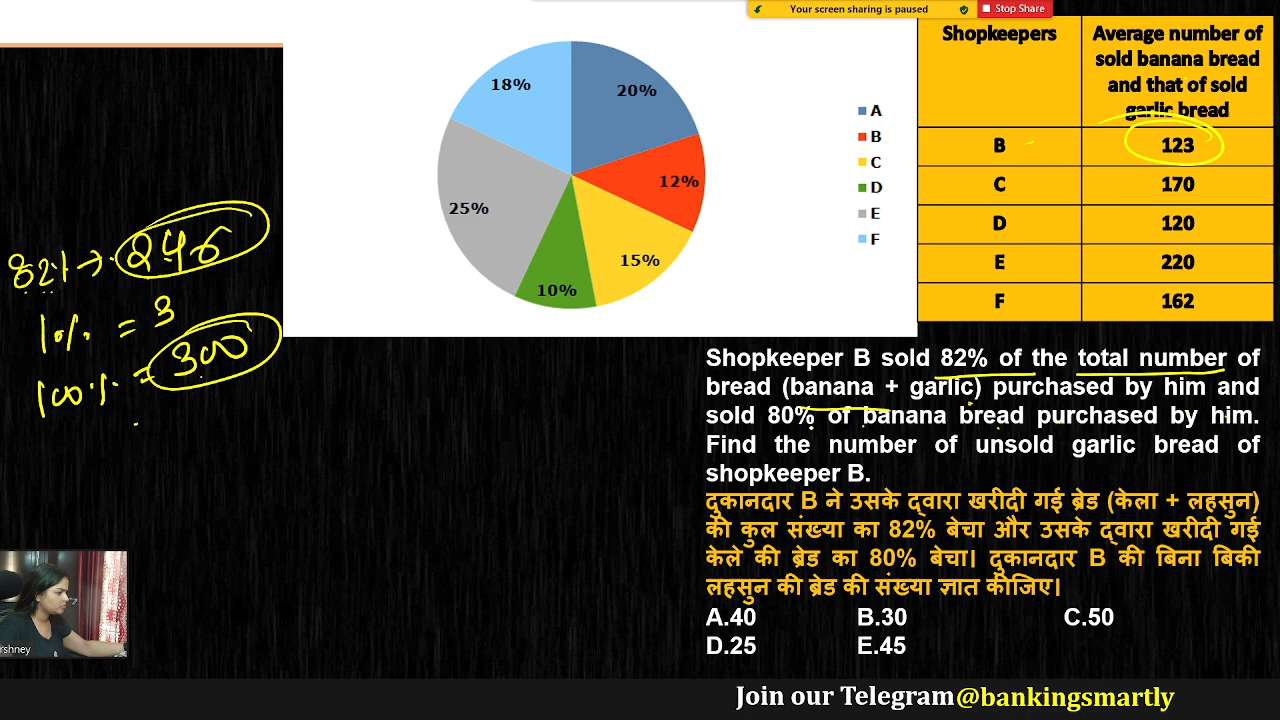 Your screen sharing is paused
Stop Share
18%
20%
12%
15%
10%
25%
A
B
C
D
E
F
Shopkeepers
Average number of
sold banana bread
and that of sold
garlic bread
B 123
C 170
D 120
E 220
F 162
82% → 246
1% = 3
100% = 300
Shopkeeper B sold 82% of the total number of
bread (banana + garlic) purchased by him and
sold 80% of banana bread purchased by him.
Find the number of unsold garlic bread of
shopkeeper B.
दुकानदार B ने उसके द्वारा खरीदी गई ब्रेड (केला + लहसुन)
की कुल संख्या का 82% बेचा और उसके द्वारा खरीदी गई
केले की ब्रेड का 80% बेचा। दुकानदार B की बिना बिकी
लहसुन की ब्रेड की संख्या ज्ञात कीजिए।
A.40 B.30 C.50
D.25 E.45
rshney
Join our Telegram@bankingsmartly